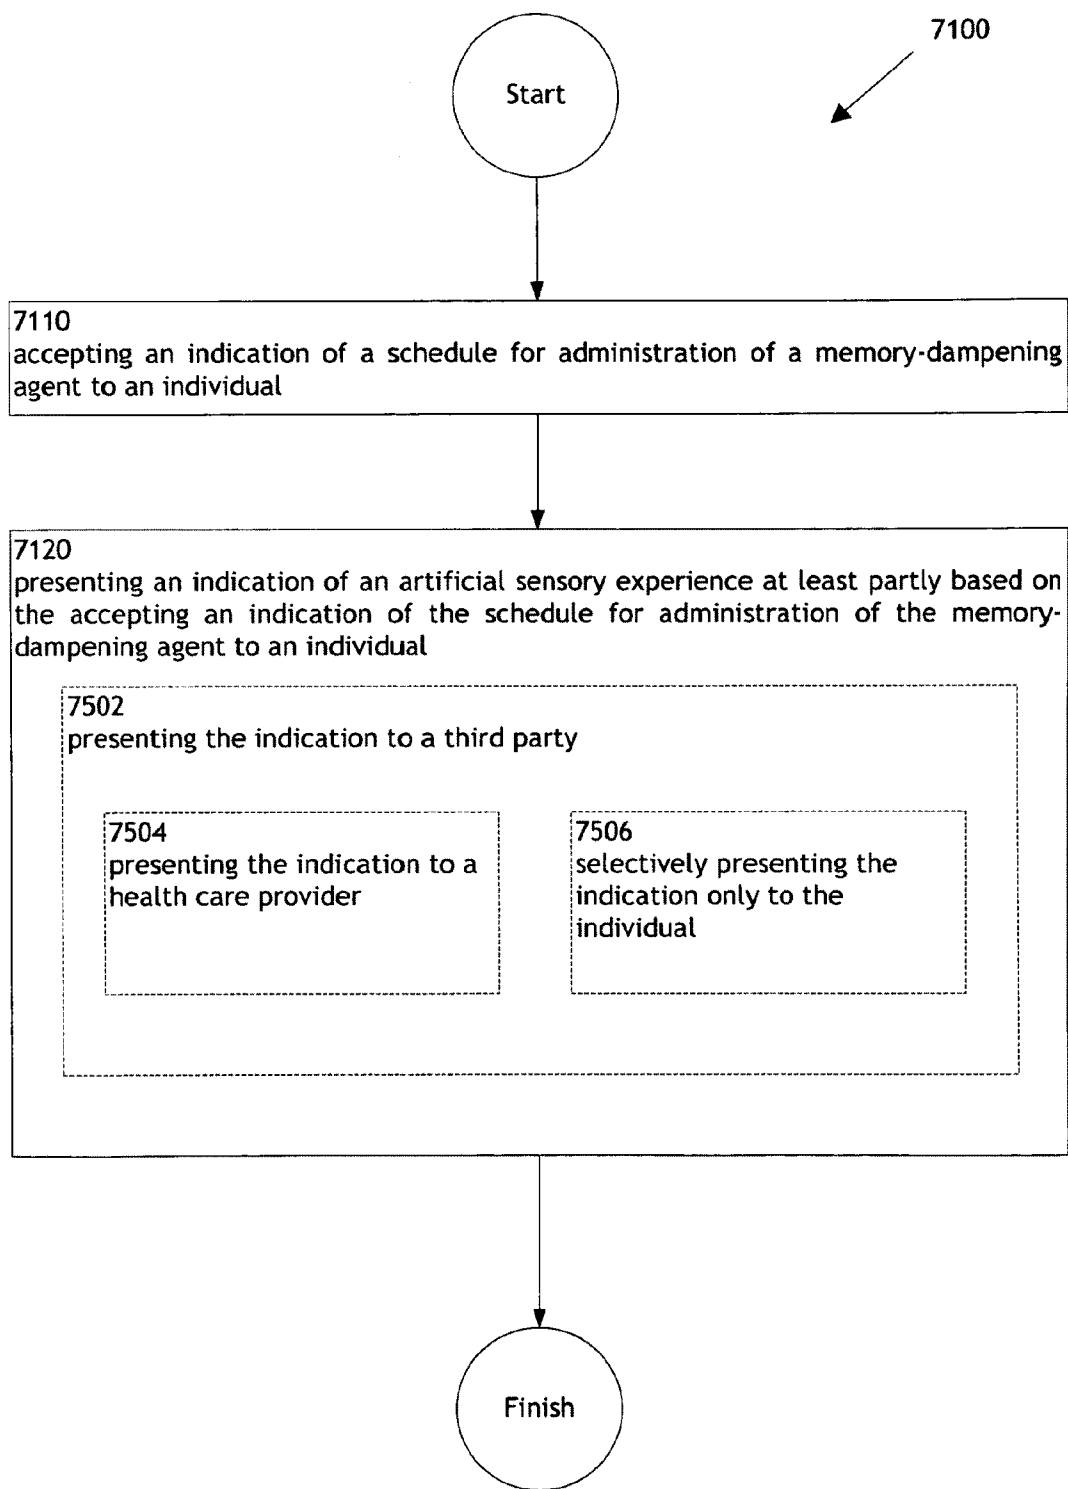 7100
Start
7110
accepting an indication of a schedule for administration of a memory-dampening
agent to an individual
7120
presenting an indication of an artificial sensory experience at least partly based on
the accepting an indication of the schedule for administration of the memory-
dampening agent to an individual
7502
presenting the indication to a third party
7504
presenting the indication to a
health care provider
7506
selectively presenting the
indication only to the
individual
Finish